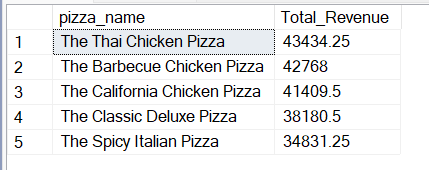 pizza_name Total_Revenue
1 The Thai Chicken Pizza 43434.25
2 The Barbecue Chicken Pizza 42768
3 The California Chicken Pizza 41409.5
4 The Classic Deluxe Pizza 38180.5
5 The Spicy Italian Pizza 34831.25